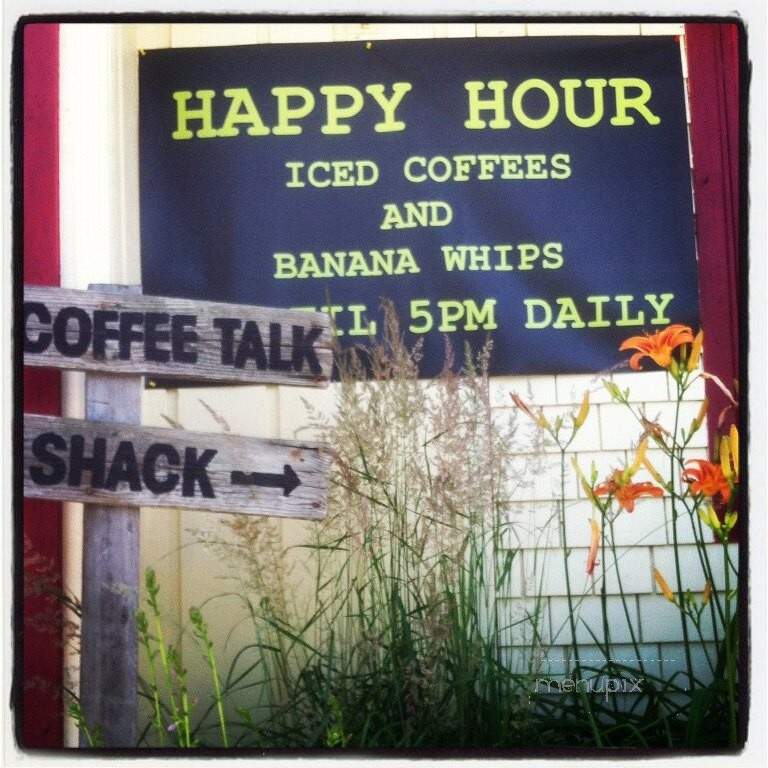 HAPPY HOUR
ICED COFFEES
AND
BANANA WHIPS
5PM DAILY
COFFEE TALK
SHACK →
menupix